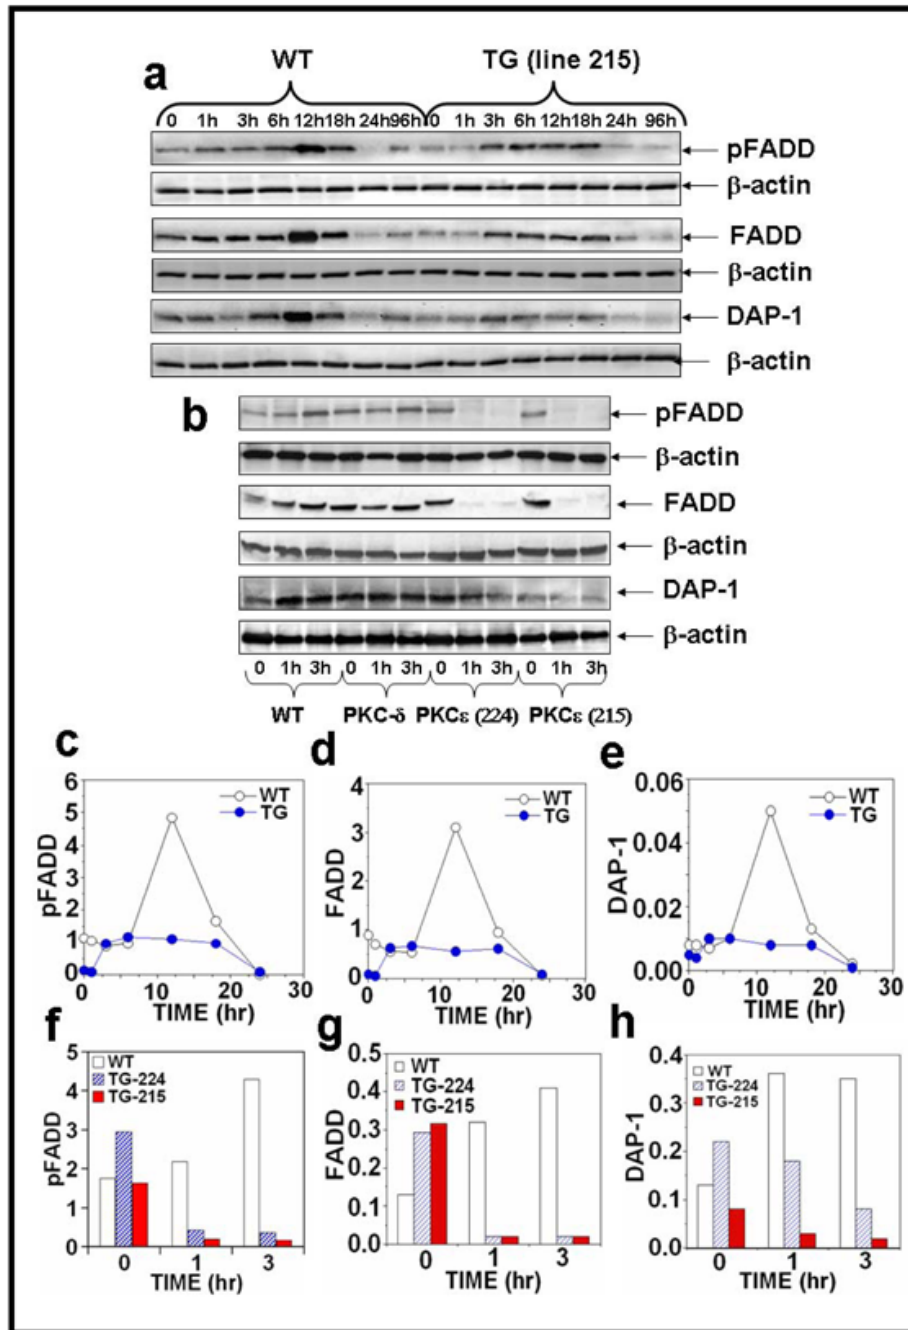 WT TG (line 215)
a
0 1h 3h 6h 12h 18h 24h 96h 0 1h 3h 6h 12h 18h 24h 96h
pFADD
β-actin
FADD
β-actin
DAP-1
β-actin
b
pFADD
β-actin
FADD
β-actin
DAP-1
β-actin
0 1h 3h 0 1h 3h 0 1h 3h 0 1h 3h
WT PKC-δ PKCε (224) PKCε (215)
c
6
5
4
3
2
1
0
pFADD
WT
TG
0 10 20 30
TIME (hr)
d
4
3
2
1
0
FADD
WT
TG
0 10 20 30
TIME (hr)
e
0.06
0.04
0.02
0.00
DAP-1
WT
TG
0 10 20 30
TIME (hr)
f
5
4
3
2
1
0
pFADD
WT
TG-224
TG-215
0 1 3
TIME (hr)
g
0.5
0.4
0.3
0.2
0.1
0.0
FADD
WT
TG-224
TG-215
0 1 3
TIME (hr)
h
0.4
0.3
0.2
0.1
0.0
DAP-1
WT
TG-224
TG-215
0 1 3
TIME (hr)